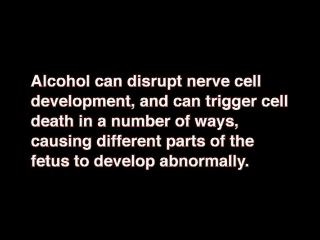 Alcohol can disrupt nerve cell
development, and can trigger cell
death in a number of ways,
causing different parts of the
fetus to develop abnormally.